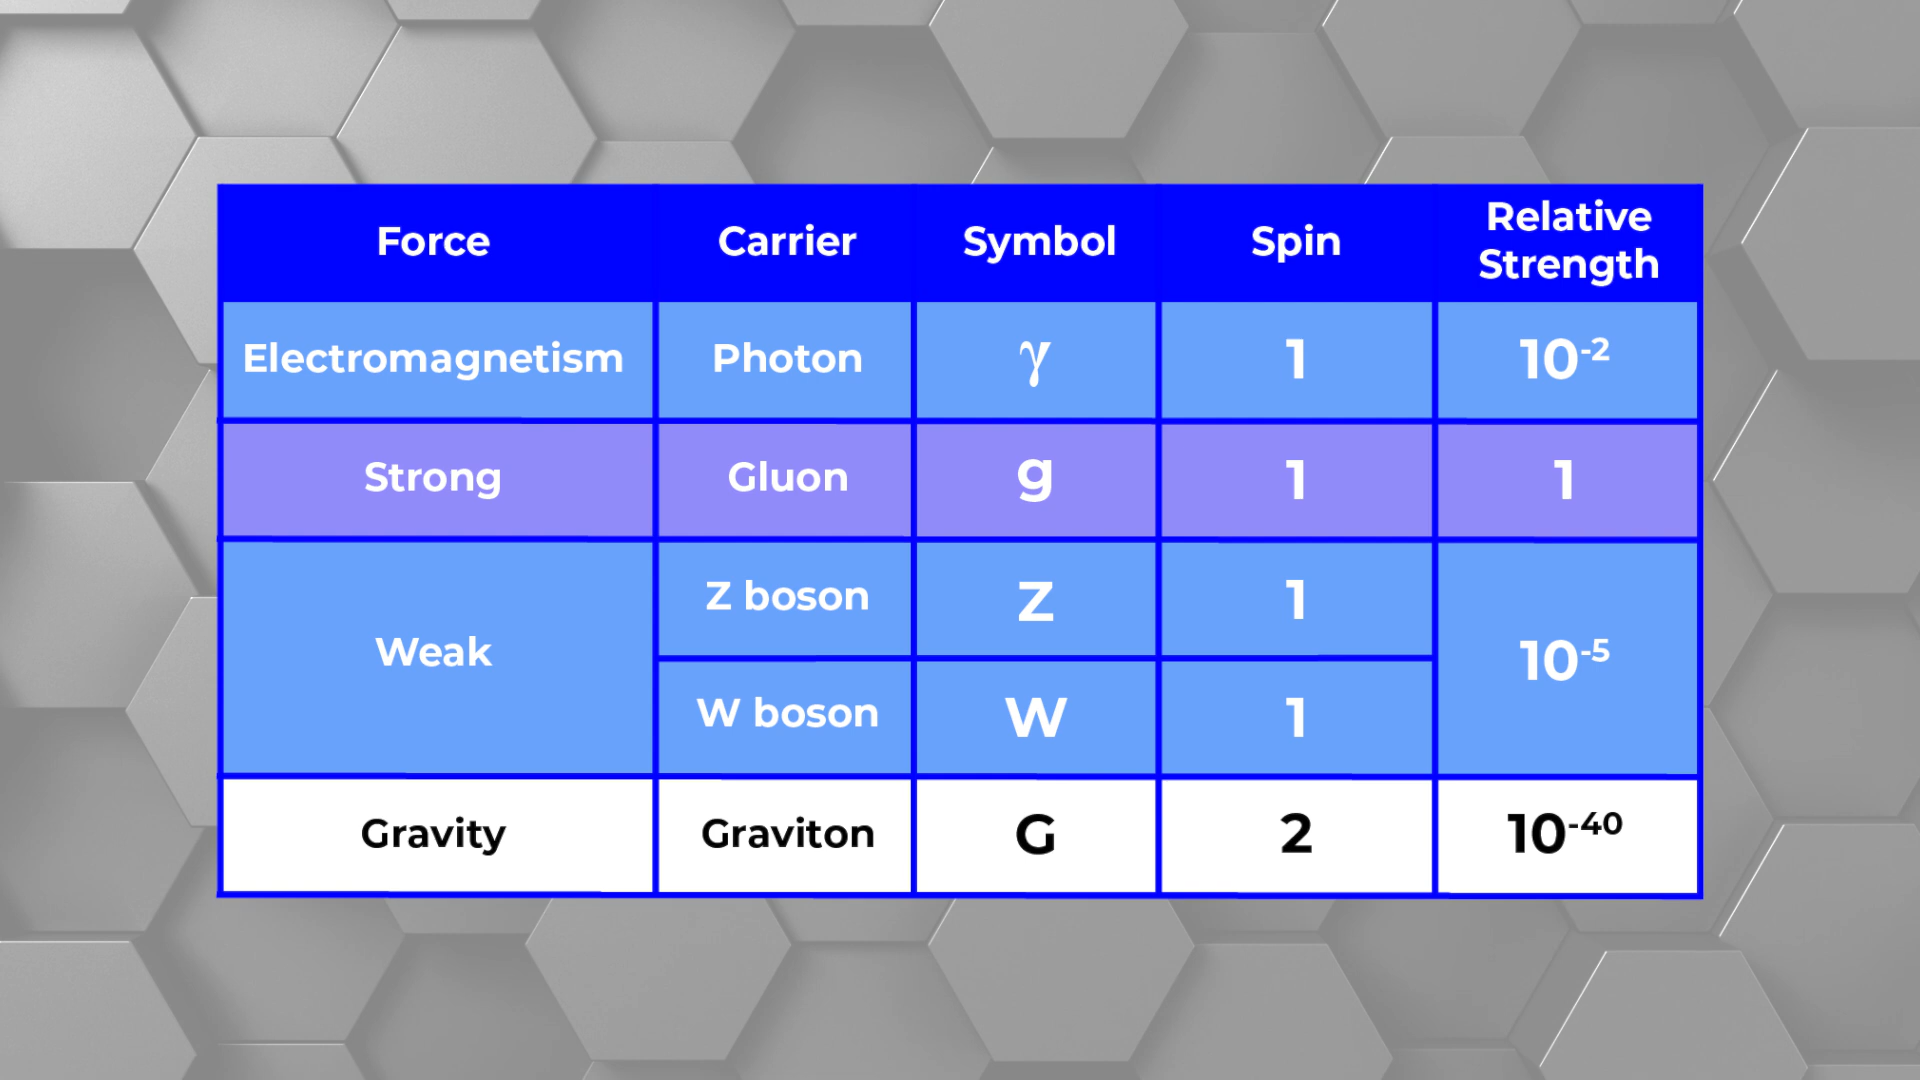 Force Carrier Symbol Spin Relative Strength
Electromagnetism Photon γ 1 10⁻²
Strong Gluon g 1 1
Weak Z boson Z 1 10⁻⁵
W boson W 1
Gravity Graviton G 2 10⁻⁴⁰